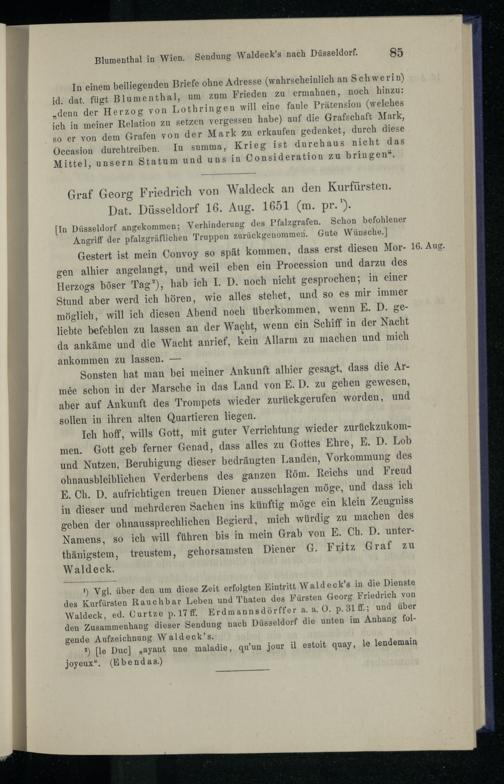 Blumenthal in Wien. Sendung Waldeck's nach Düsseldorf. 85
In einem beiliegenden Briefe ohne Adresse (wahrscheinlich an Schwerin)
id. dat. fügt Blumenthal, um zum Frieden zu ermahnen, noch hinzu:
„denn der Herzog von Lothringen will eine faule Prätension (welches
ich in meiner Relation zu setzen vergessen habe) auf die Grafschaft Mark,
so er von dem Grafen von der Mark zu erkaufen gedenket, durch diese
Occasion durchtreiben. In summa, Krieg ist durchaus nicht das
Mittel, unsern Statum und uns in Consideration zu bringen“.
Graf Georg Friedrich von Waldeck an den Kurfürsten.
Dat. Düsseldorf 16. Aug. 1651 (m. pr.¹).
[In Düsseldorf angekommen; Verhinderung des Pfalzgrafen. Schon befohlener
Angriff der pfalzgräflichen Truppen zurückgenommen. Gute Wünsche.]
Gestert ist mein Convoy so spät kommen, dass erst diesen Mor- 16. Aug.
gen alhier angelangt, und weil eben ein Procession und darzu des
Herzogs böser Tag²), hab ich I. D. noch nicht gesprochen; in einer
Stund aber werd ich hören, wie alles stehet, und so es mir immer
möglich, will ich diesen Abend noch überkommen, wenn E. D. ge-
liebte befehlen zu lassen an der Wacht, wenn ein Schiff in der Nacht
da ankäme und die Wacht anrief, kein Allarm zu machen und mich
ankommen zu lassen. —
Sonsten hat man bei meiner Ankunft alhier gesagt, dass die Ar-
mée schon in der Marsche in das Land von E. D. zu gehen gewesen,
aber auf Ankunft des Trompets wieder zurückgerufen worden, und
sollen in ihren alten Quartieren liegen.
Ich hoff, wills Gott, mit guter Verrichtung wieder zurückzukom-
men. Gott geb ferner Genad, dass alles zu Gottes Ehre, E. D. Lob
und Nutzen, Beruhigung dieser bedrängten Landen, Vorkommung des
ohnausbleiblichen Verderbens des ganzen Röm. Reichs und Freud
E. Ch. D. aufrichtigen treuen Diener ausschlagen möge, und dass ich
in dieser und mehrderen Sachen ins künftig möge ein klein Zeugniss
geben der ohnaussprechlichen Begierd, mich würdig zu machen des
Namens, so ich will führen bis in mein Grab von E. Ch. D. unter-
thänigstem, treustem, gehorsamsten Diener G. Fritz Graf zu
Waldeck.
¹) Vgl. über den um diese Zeit erfolgten Eintritt Waldeck's in die Dienste
des Kurfürsten Rauchbar Leben und Thaten des Fürsten Georg Friedrich von
Waldeck, ed. Curtze p. 17 ff. Erdmannsdörffer a. a. O. p. 31 ff.; und über
den Zusammenhang dieser Sendung nach Düsseldorf die unten im Anhang fol-
gende Aufzeichnung Waldeck's.
²) [le Duc] „ayant une maladie, qu'un jour il estoit quay, le lendemain
joyeux“. (Ebendas.)